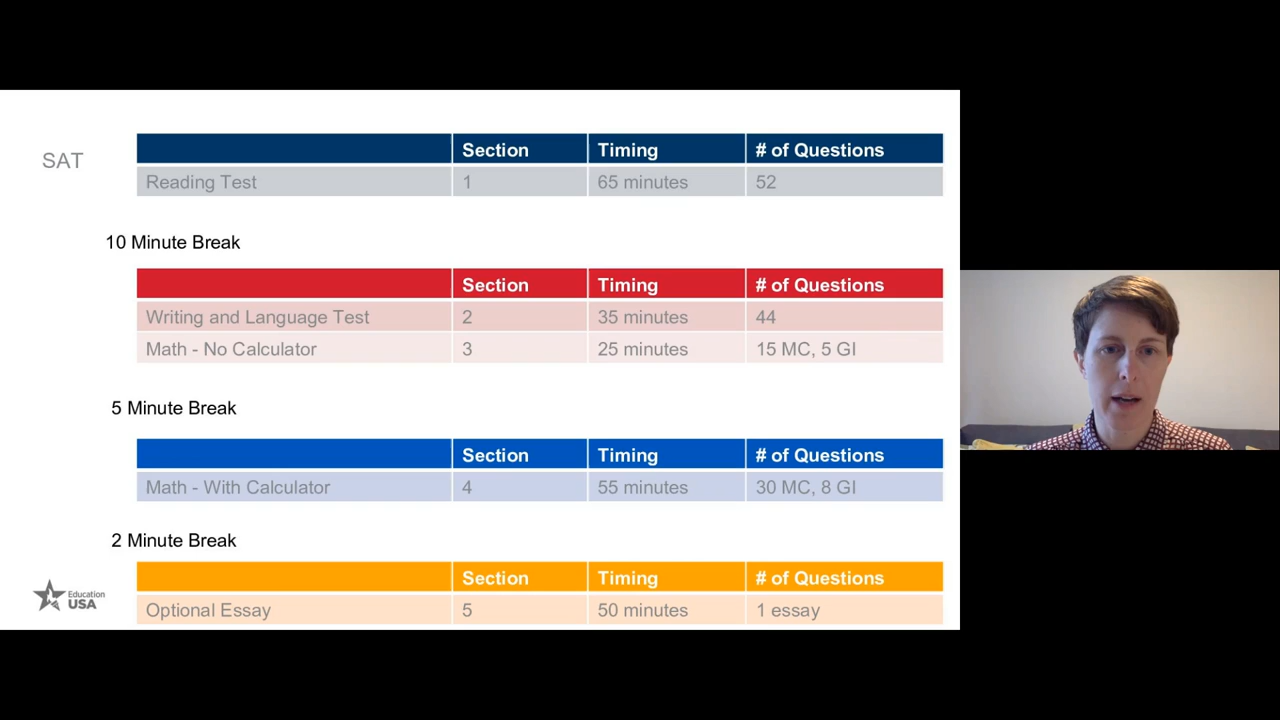 SAT
Section Timing # of Questions
Reading Test 1 65 minutes 52
10 Minute Break
Section Timing # of Questions
Writing and Language Test 2 35 minutes 44
Math - No Calculator 3 25 minutes 15 MC, 5 GI
5 Minute Break
Section Timing # of Questions
Math - With Calculator 4 55 minutes 30 MC, 8 GI
2 Minute Break
Section Timing # of Questions
Education
USA
Optional Essay 5 50 minutes 1 essay